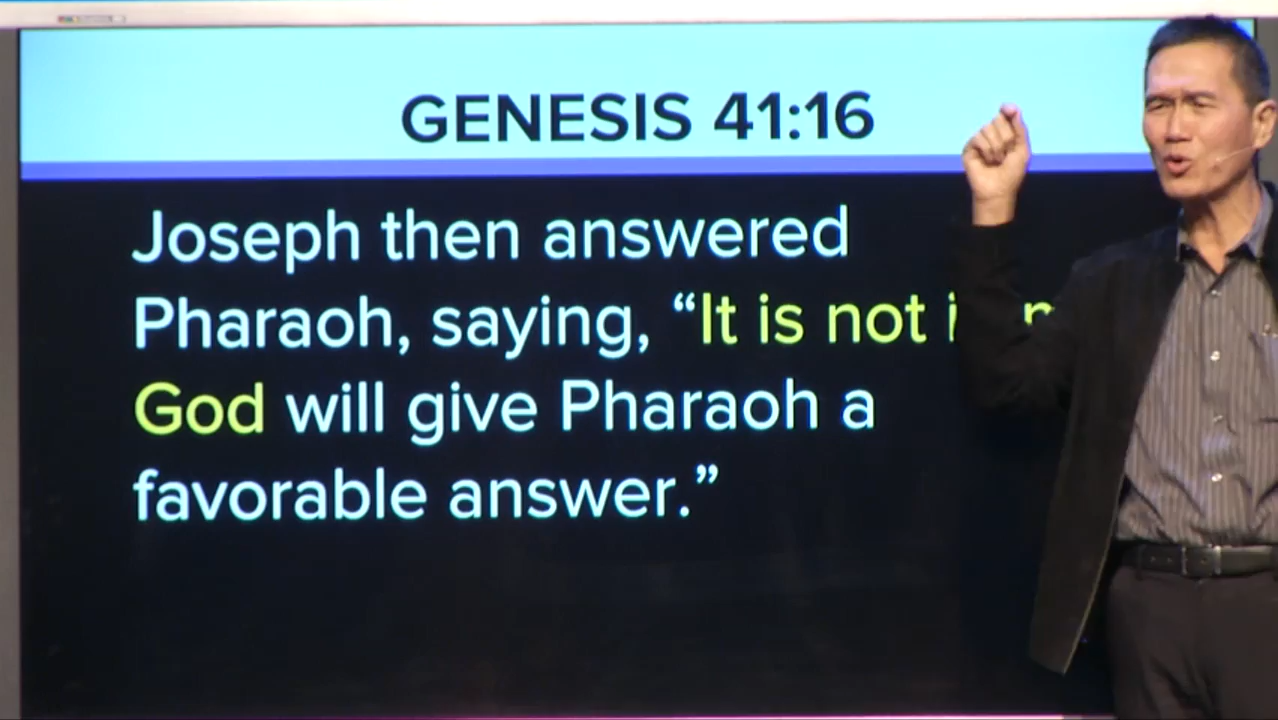 GENESIS 41:16
Joseph then answered
Pharaoh, saying, “It is not
God will give Pharaoh a
favorable answer.”